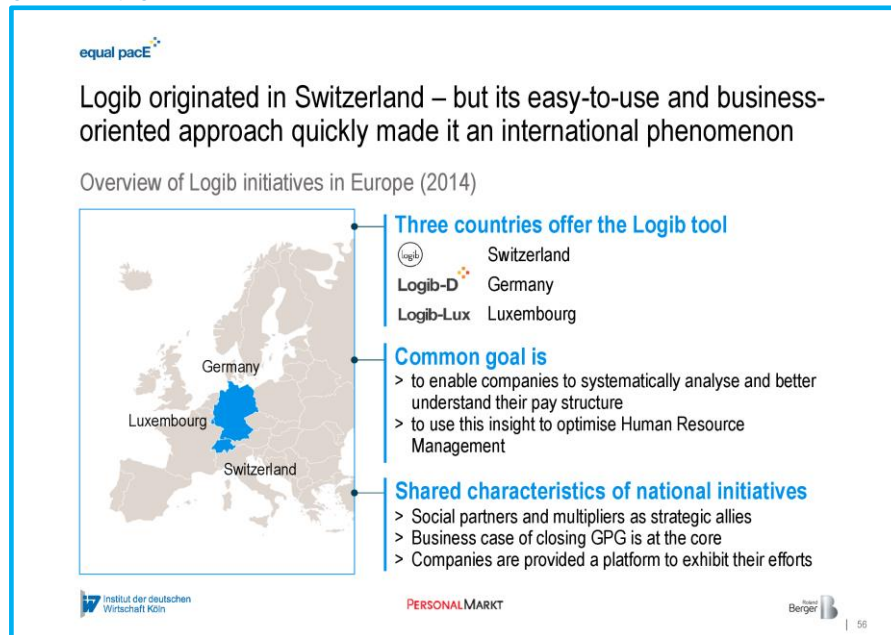 equal pacE
Logib originated in Switzerland – but its easy-to-use and business-
oriented approach quickly made it an international phenomenon
Overview of Logib initiatives in Europe (2014)
Germany
Luxembourg
Switzerland
Three countries offer the Logib tool
logib Switzerland
Logib-D Germany
Logib-Lux Luxembourg
Common goal is
> to enable companies to systematically analyse and better
understand their pay structure
> to use this insight to optimise Human Resource
Management
Shared characteristics of national initiatives
> Social partners and multipliers as strategic allies
> Business case of closing GPG is at the core
> Companies are provided a platform to exhibit their efforts
Institut der deutschen
Wirtschaft Köln
PERSONALMARKT
Roland
Berger
56